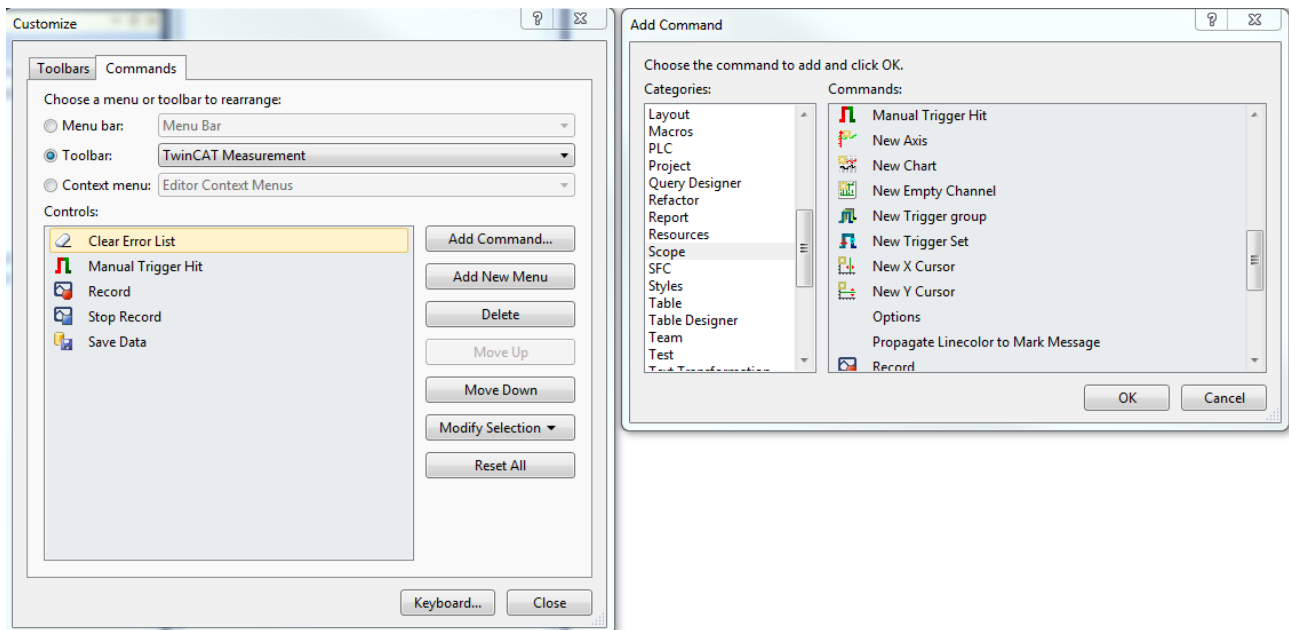 Customize
Toolbars
Commands
Choose a menu or toolbar to rearrange:
Menu bar:
Menu Bar
Toolbar:
TwinCAT Measurement
Context menu:
Editor Context Menus
Controls:
Clear Error List
Manual Trigger Hit
Record
Stop Record
Save Data
Add Command...
Add New Menu
Delete
Move Up
Move Down
Modify Selection
Reset All
Keyboard...
Close
Add Command
Choose the command to add and click OK.
Categories:
Layout
Macros
PLC
Project
Query Designer
Refactor
Report
Resources
Scope
SFC
Styles
Table
Table Designer
Team
Test
Text Transformation
Commands:
Manual Trigger Hit
New Axis
New Chart
New Empty Channel
New Trigger group
New Trigger Set
New X Cursor
New Y Cursor
Options
Propagate Linecolor to Mark Message
Record
OK
Cancel